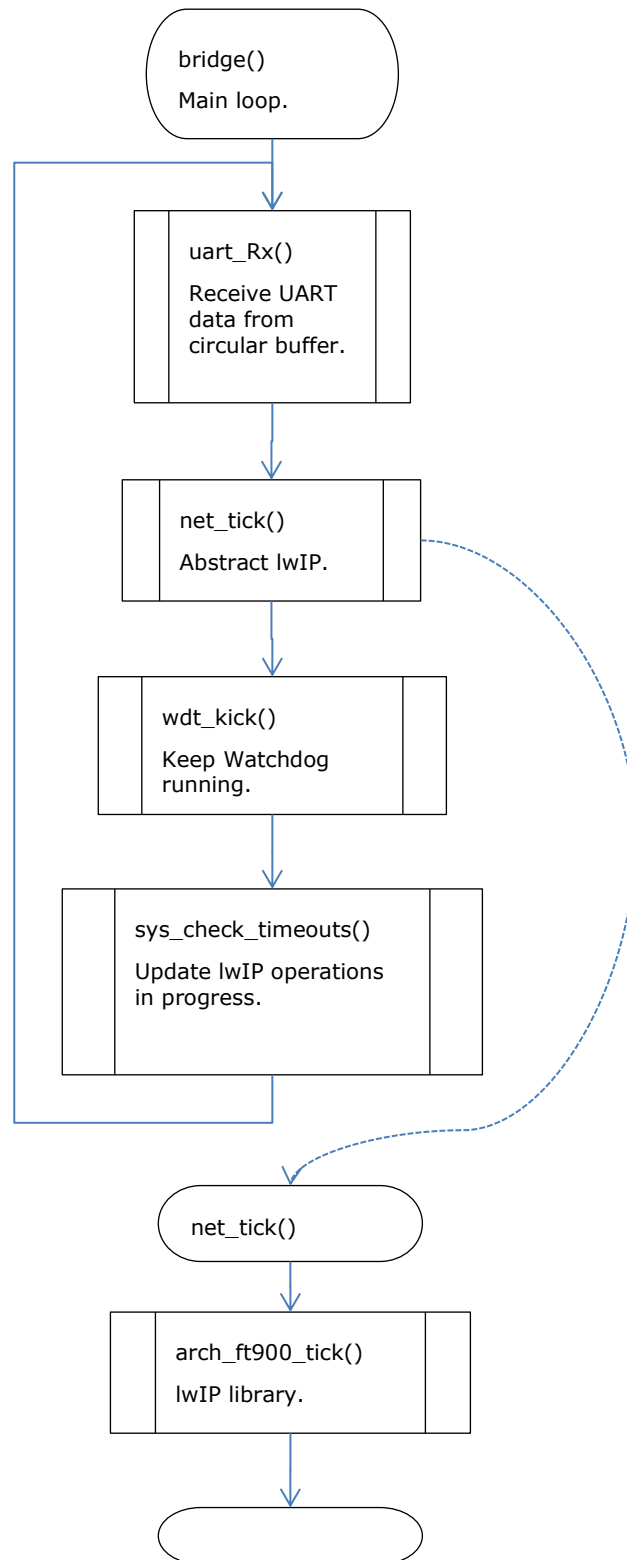 bridge()
Main loop.
uart_Rx()
Receive UART
data from
circular buffer.
net_tick()
Abstract lwIP.
wdt_kick()
Keep Watchdog
running.
sys_check_timeouts()
Update lwIP operations
in progress.
net_tick()
arch_ft900_tick()
lwIP library.